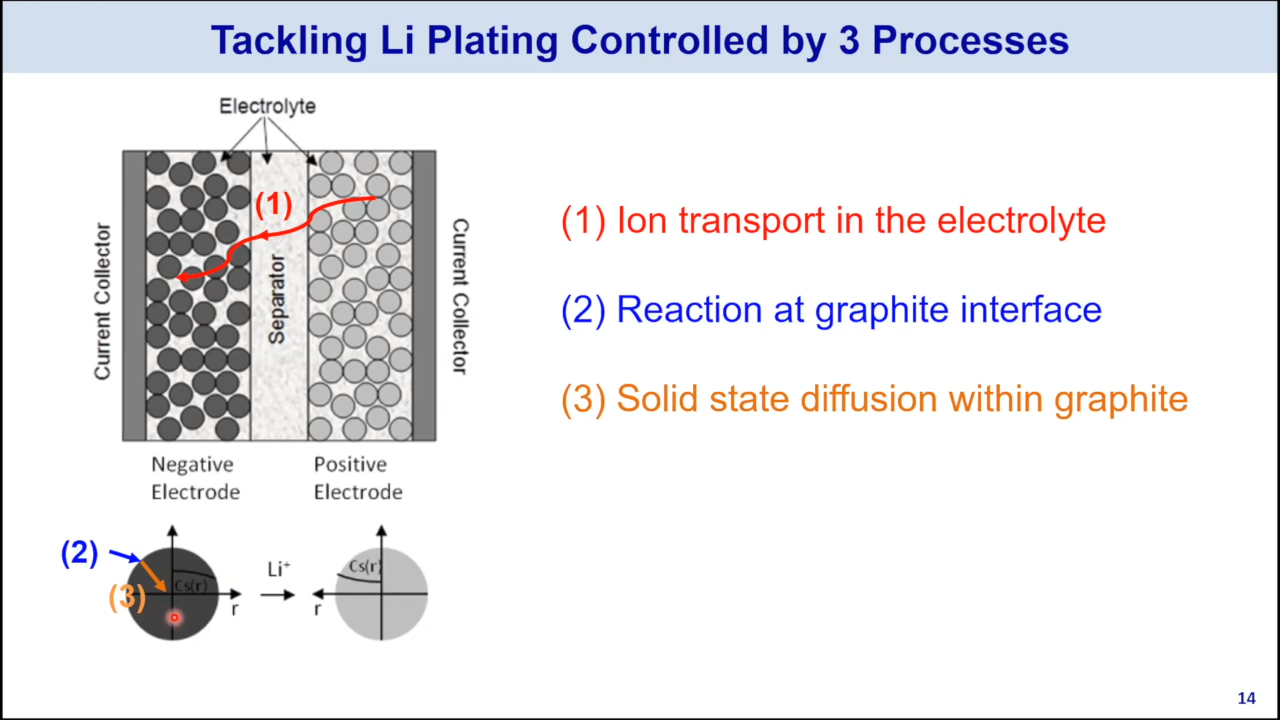 Tackling Li Plating Controlled by 3 Processes
Electrolyte
(1)
Current Collector
Separator
Current Collector
Negative
Electrode
Positive
Electrode
(1) Ion transport in the electrolyte
(2) Reaction at graphite interface
(3) Solid state diffusion within graphite
(2)
(3)
Cs(r)
r
Li⁺
Cs(r)
r
14